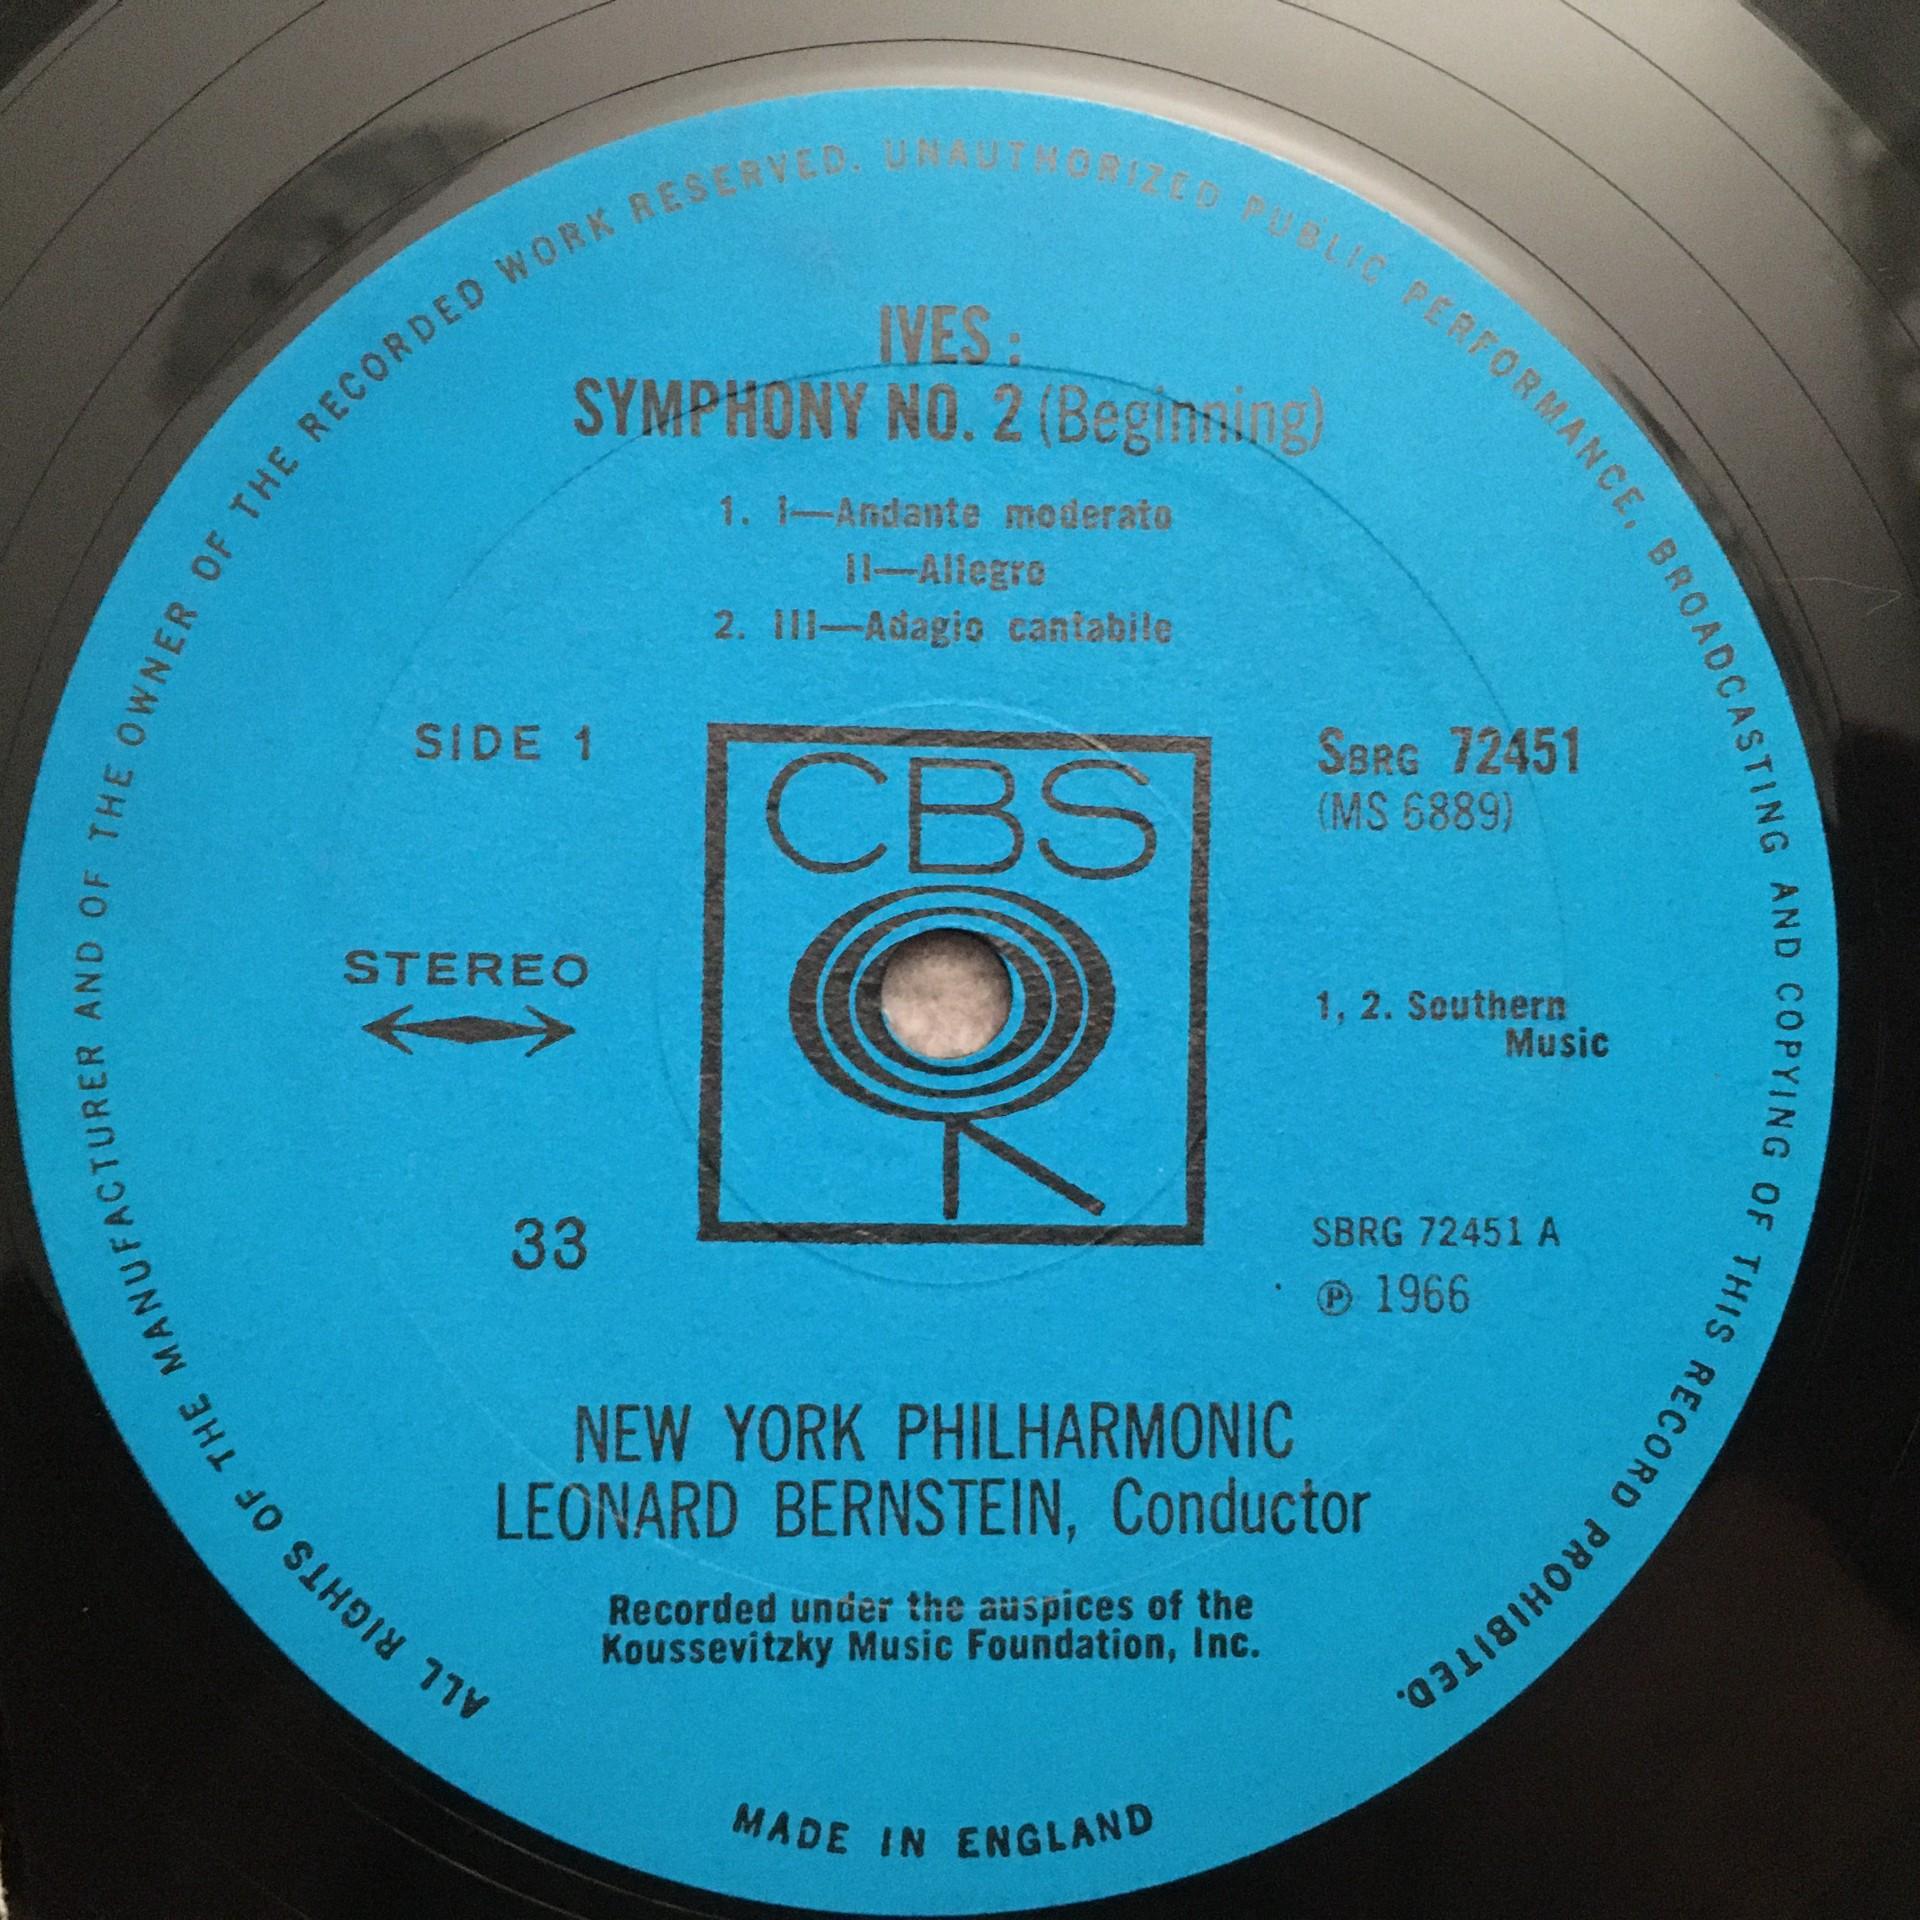 ALL RIGHTS OF THE MANUFACTURER AND OF THE OWNER OF THE RECORDED WORK RESERVED. UNAUTHORIZED PUBLIC PERFORMANCE, BROADCASTING AND COPYING OF THIS RECORD PROHIBITED.
IVES :
SYMPHONY NO. 2 (Beginning)
1. I—Andante moderato
II—Allegro
2. III—Adagio cantabile
SIDE 1
CBS
SBRG 72451
(MS 6889)
STEREO
1, 2. Southern
Music
33
SBRG 72451 A
Ⓟ 1966
NEW YORK PHILHARMONIC
LEONARD BERNSTEIN, Conductor
Recorded under the auspices of the
Koussevitzky Music Foundation, Inc.
MADE IN ENGLAND